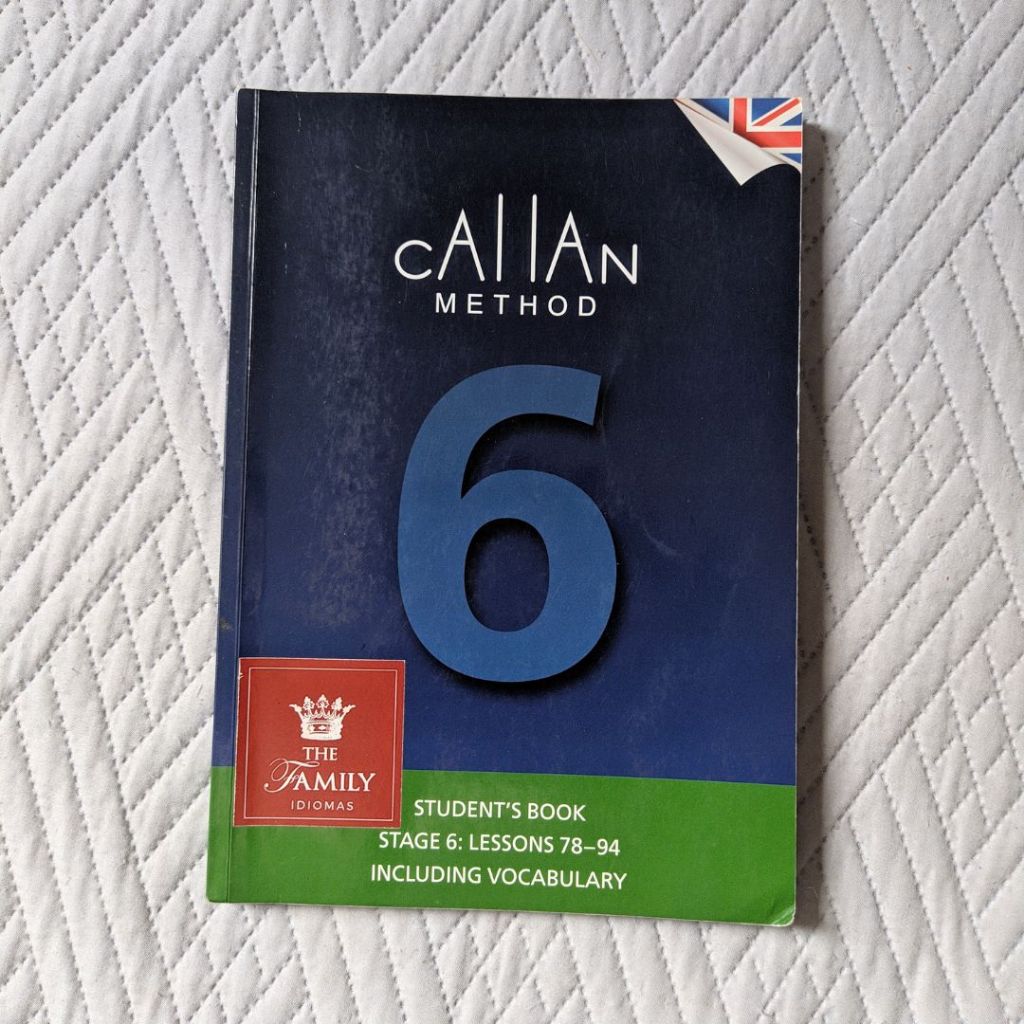 CALLAN
METHOD
6
THE
FAMILY
IDIOMAS
STUDENT'S BOOK
STAGE 6: LESSONS 78–94
INCLUDING VOCABULARY